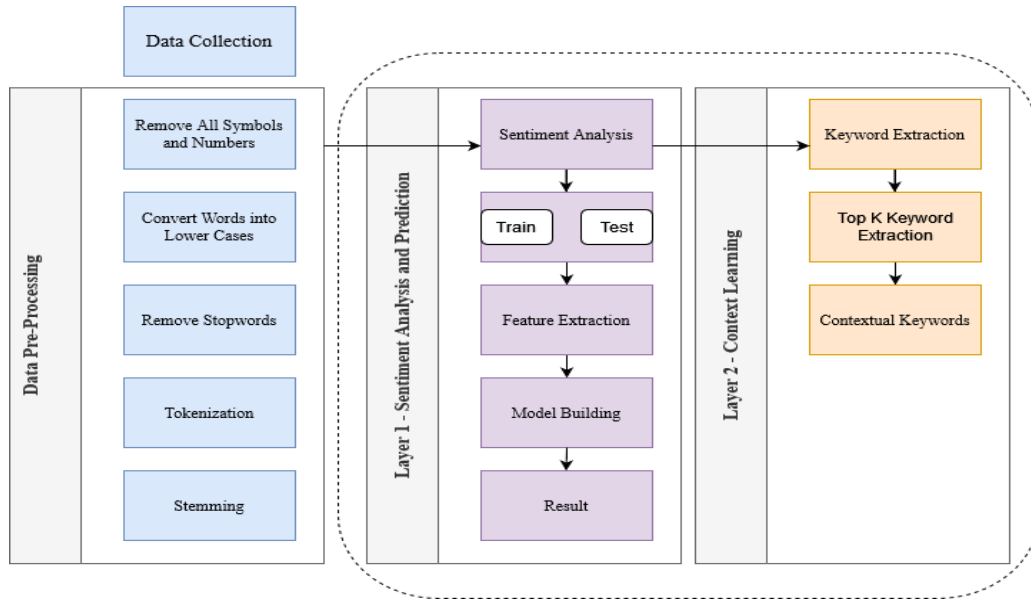 Data Collection
Data Pre-Processing
Remove All Symbols
and Numbers
Convert Words into
Lower Cases
Remove Stopwords
Tokenization
Stemming
Layer 1 - Sentiment Analysis and Prediction
Sentiment Analysis
Train
Test
Feature Extraction
Model Building
Result
Layer 2 - Context Learning
Keyword Extraction
Top K Keyword
Extraction
Contextual Keywords